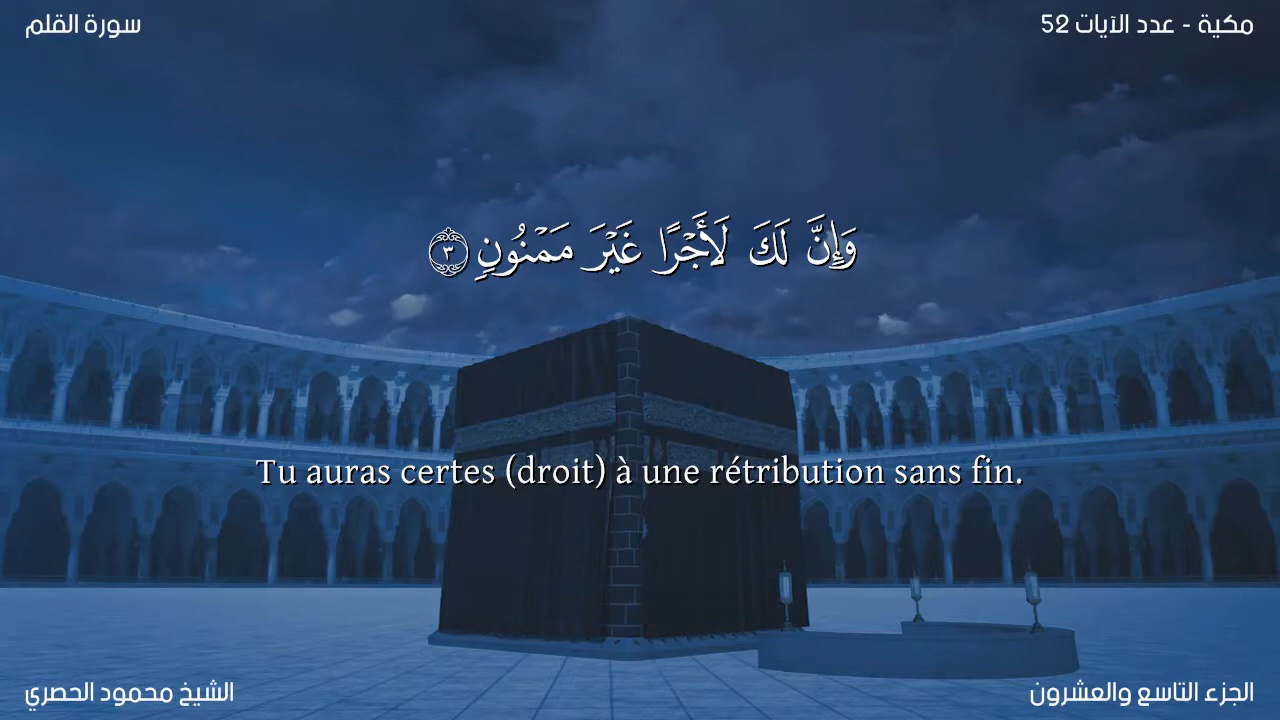 مكية - عدد الآيات 52
سورة القلم
وَإِنَّ لَكَ لَأَجْرًا غَيْرَ مَمْنُونٍ ٣
Tu auras certes (droit) à une rétribution sans fin.
الجزء التاسع والعشرون
الشيخ محمود الحصري